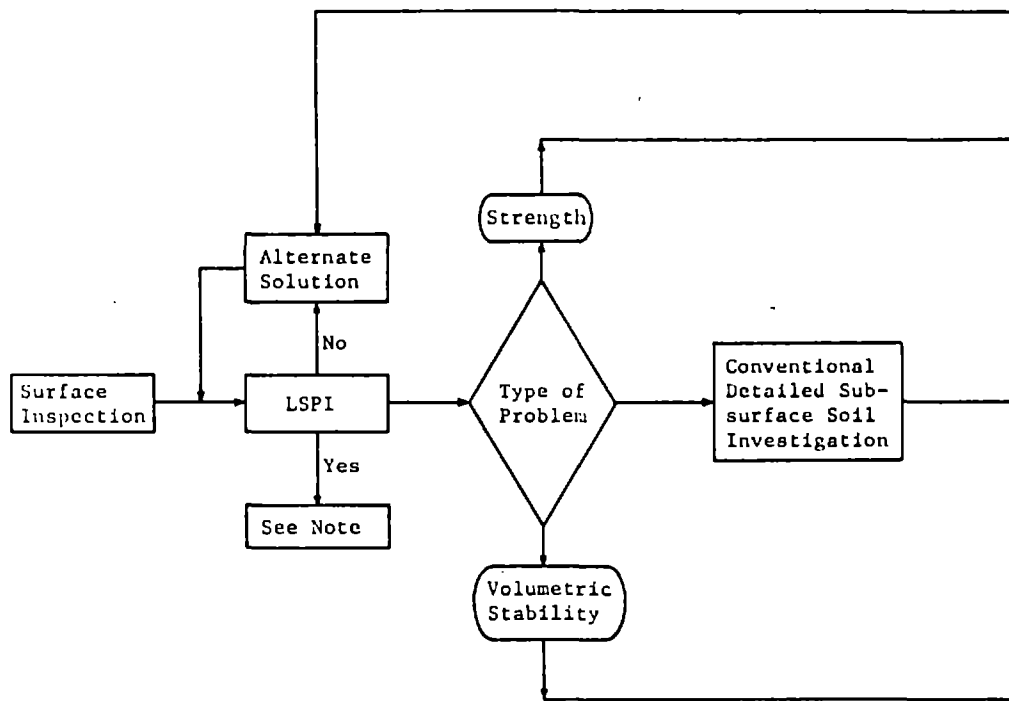 Strength
Alternate
Solution
No
Surface
Inspection
LSPI
Type of
Problem
Conventional
Detailed Sub-
surface Soil
Investigation
Yes
See Note
Volumetric
Stability